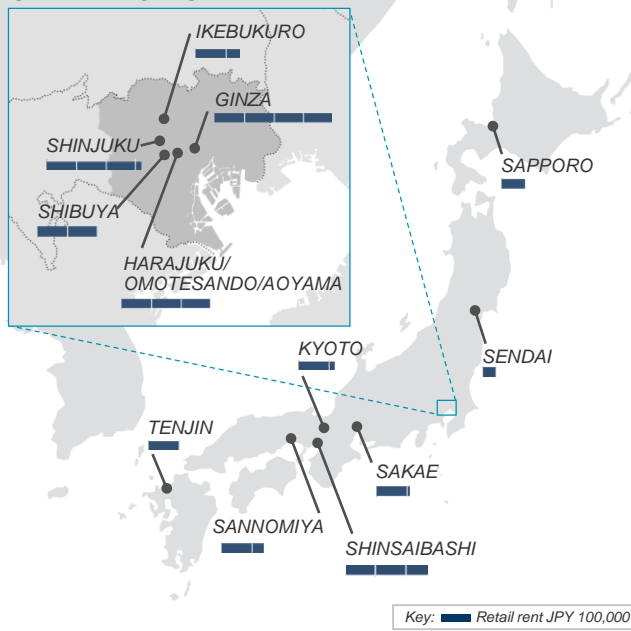 IKEBUKURO
GINZA
SHINJUKU
SHIBUYA
HARAJUKU/
OMOTESANDO/AOYAMA
SAPPORO
SENDAI
KYOTO
TENJIN
SAKAE
SANNOMIYA
SHINSAIBASHI
Key: Retail rent JPY 100,000